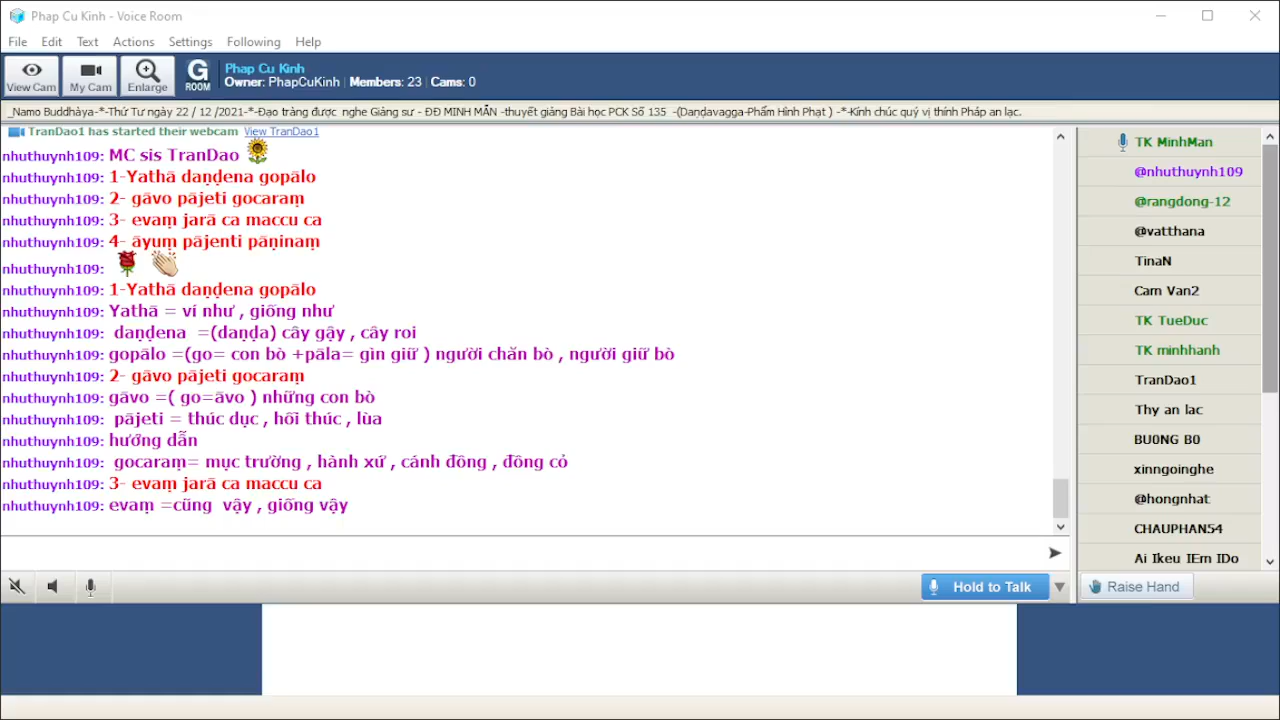 Phap Cu Kinh - Voice Room
File Edit Text Actions Settings Following Help
View Cam
My Cam
Enlarge
G ROOM
Phap Cu Kinh
Owner: PhapCuKinh | Members: 23 | Cams: 0
_Namo Buddhàya-*-Thứ Tư ngày 22 / 12 /2021-*-Đạo tràng được nghe Giảng sư - ĐĐ MINH MẪN -thuyết giảng Bài học PCK Số 135 -(Daṇḍavagga-Phẩm Hình Phạt ) -*-Kính chúc quý vị thính Pháp an lạc.
TranDao1 has started their webcam View TranDao1
nhuthuynh109: MC sis TranDao
nhuthuynh109: 1-Yathā daṇḍena gopālo
nhuthuynh109: 2- gāvo pājeti gocaraṃ
nhuthuynh109: 3- evaṃ jarā ca maccu ca
nhuthuynh109: 4- āyuṃ pājenti pāṇinaṃ
nhuthuynh109:
nhuthuynh109: 1-Yathā daṇḍena gopālo
nhuthuynh109: Yathā = ví như , giống như
nhuthuynh109: daṇḍena =(daṇḍa) cây gậy , cây roi
nhuthuynh109: gopālo =(go= con bò +pāla= gìn giữ ) người chăn bò , người giữ bò
nhuthuynh109: 2- gāvo pājeti gocaraṃ
nhuthuynh109: gāvo =( go=āvo ) những con bò
nhuthuynh109: pājeti = thúc dục , hối thúc , lùa
nhuthuynh109: hướng dẫn
nhuthuynh109: gocaraṃ= mục trường , hành xứ , cánh đồng , đồng cỏ
nhuthuynh109: 3- evaṃ jarā ca maccu ca
nhuthuynh109: evaṃ =cũng vậy , giống vậy
TK MinhMan
@nhuthuynh109
@rangdong-12
@vatthana
TinaN
Cam Van2
TK TueDuc
TK minhhanh
TranDao1
Thy an lac
BU0NG B0
xinngoinghe
@hongnhat
CHAUPHAN54
Ai Ikeu IEm IDo
Hold to Talk
Raise Hand